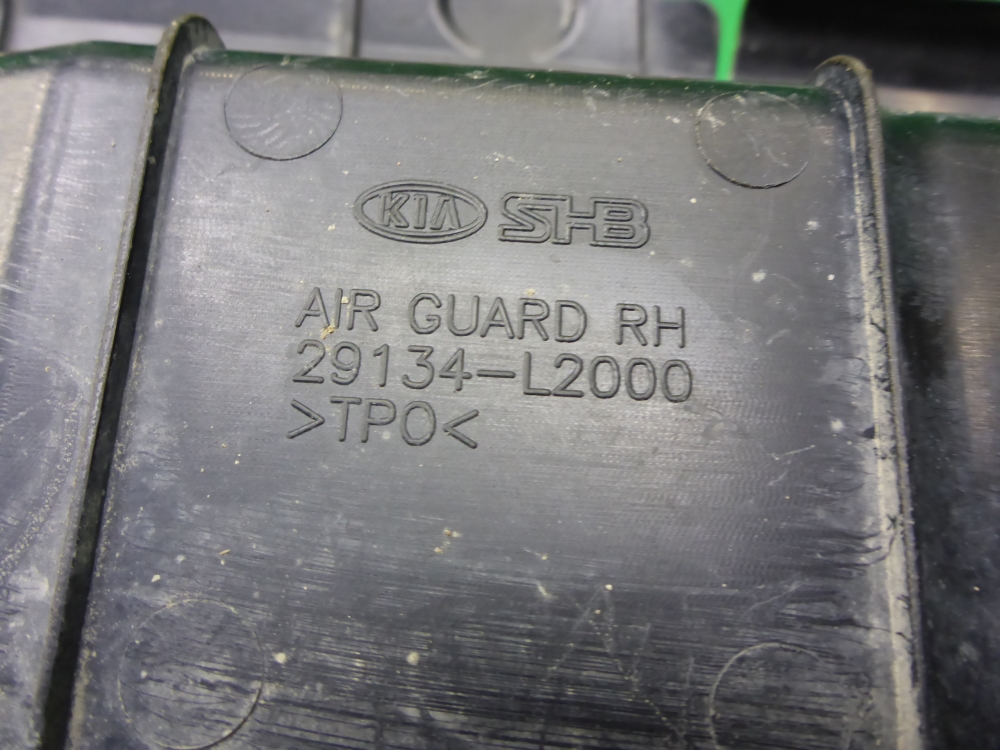 KIA SHB
AIR GUARD RH
29134-L2000
>TPO<